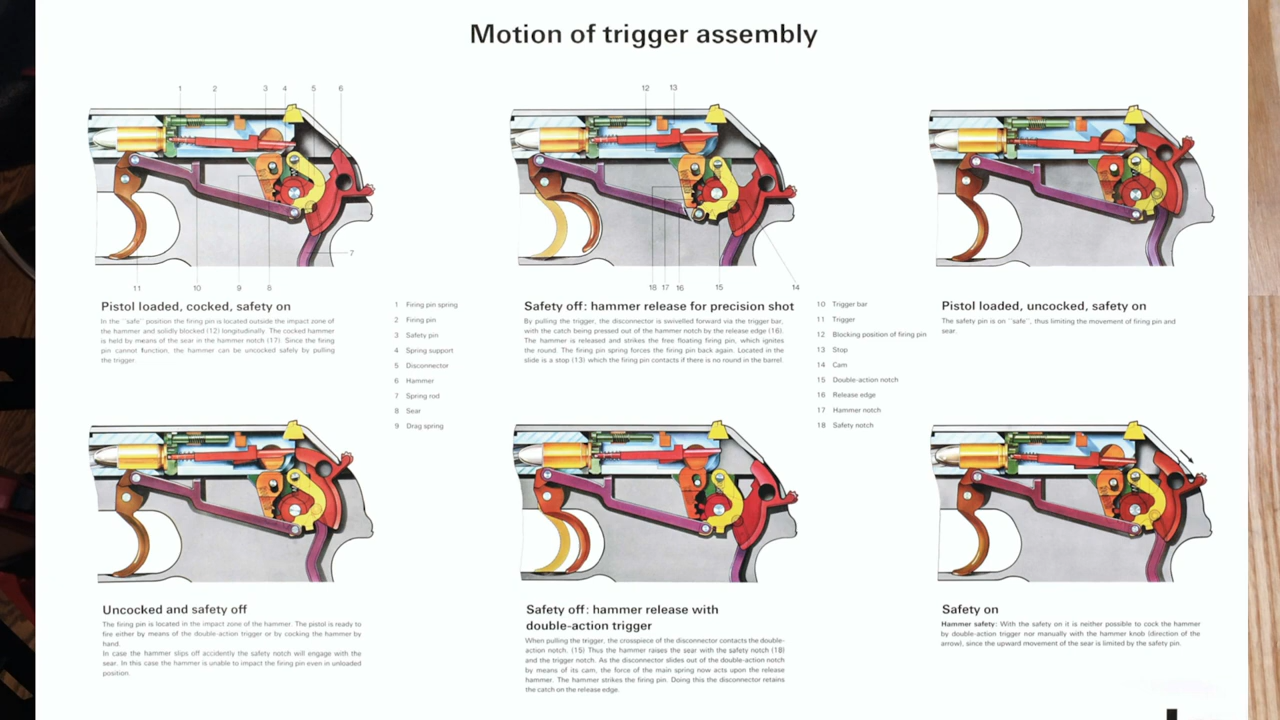 Motion of trigger assembly
1 2 3 4 5 6
12 13
7
11 10 9 8
18 17 16 15 14
Pistol loaded, cocked, safety on
In the "safe" position the firing pin is located outside the impact zone of
the hammer and solidly blocked (12) longitudinally. The cocked hammer
is held by means of the sear in the hammer notch (17). Since the firing
pin cannot function, the hammer can be uncocked safely by pulling
the trigger.
1 Firing pin spring
2 Firing pin
3 Safety pin
4 Spring support
5 Disconnector
6 Hammer
7 Spring rod
8 Sear
9 Drag spring
Safety off: hammer release for precision shot
By pulling the trigger, the disconnector is swivelled forward via the trigger bar,
with the catch being pressed out of the hammer notch by the release edge (16).
The hammer is released and strikes the free floating firing pin, which ignites
the round. The firing pin spring forces the firing pin back again. Located in the
slide is a stop (13) which the firing pin contacts if there is no round in the barrel.
10 Trigger bar
11 Trigger
12 Blocking position of firing pin
13 Stop
14 Cam
15 Double-action notch
16 Release edge
17 Hammer notch
18 Safety notch
Pistol loaded, uncocked, safety on
The safety pin is on "safe", thus limiting the movement of firing pin and
sear.
Uncocked and safety off
The firing pin is located in the impact zone of the hammer. The pistol is ready to
fire either by means of the double-action trigger or by cocking the hammer by
hand.
In case the hammer slips off accidently the safety notch will engage with the
sear. In this case the hammer is unable to impact the firing pin even in unloaded
position.
Safety off: hammer release with
double-action trigger
When pulling the trigger, the crosspiece of the disconnector contacts the double-
action notch. (15) Thus the hammer raises the sear with the safety notch (18)
and the trigger notch. As the disconnector slides out of the double-action notch
by means of its cam, the force of the main spring now acts upon the release
hammer. The hammer strikes the firing pin. Doing this the disconnector retains
the catch on the release edge.
Safety on
Hammer safety: With the safety on it is neither possible to cock the hammer
by double-action trigger nor manually with the hammer knob (direction of the
arrow), since the upward movement of the sear is limited by the safety pin.